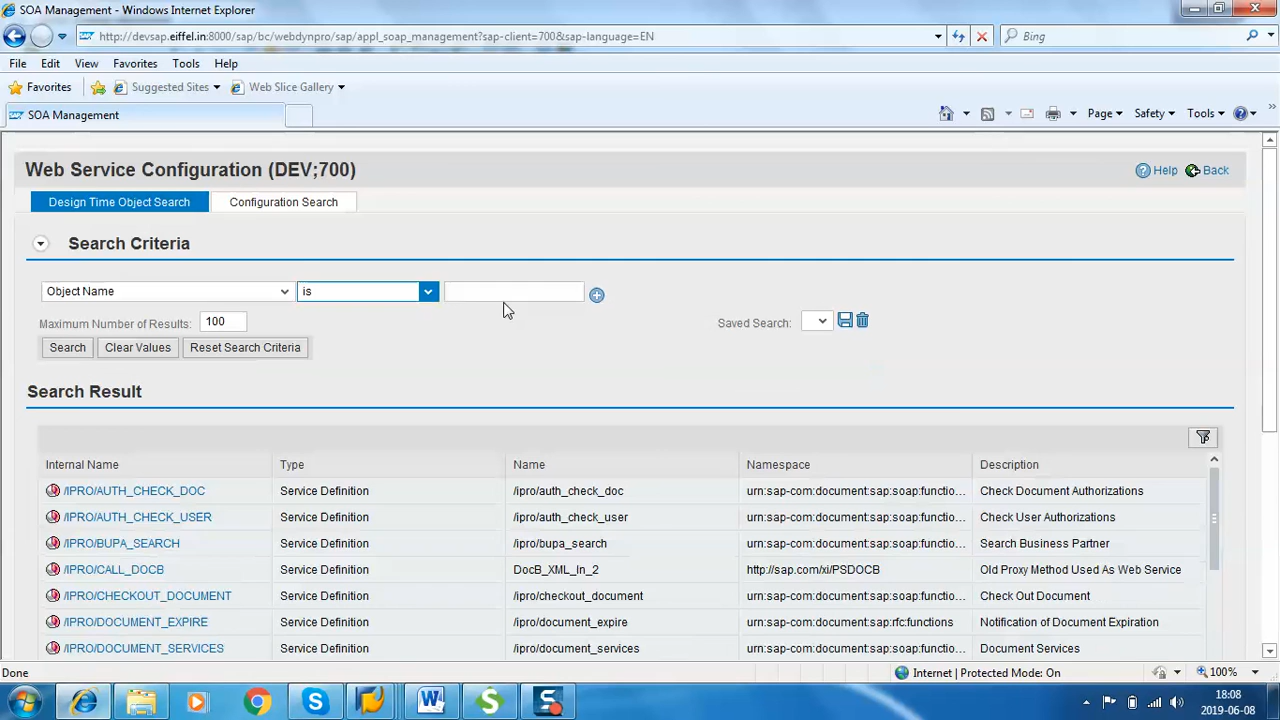 SOA Management - Windows Internet Explorer
http://devsap.eiffel.in:8000/sap/bc/webdynpro/sap/appl_soap_management?sap-client=700&sap-language=EN
Bing
File Edit View Favorites Tools Help
Favorites Suggested Sites Web Slice Gallery
SOA Management Page Safety Tools
Web Service Configuration (DEV;700) Help Back
Design Time Object Search Configuration Search
Search Criteria
Object Name is
Maximum Number of Results: 100 Saved Search:
Search Clear Values Reset Search Criteria
Search Result
Internal Name Type Name Namespace Description
/IPRO/AUTH_CHECK_DOC Service Definition /ipro/auth_check_doc urn:sap-com:document:sap:soap:functio... Check Document Authorizations
/IPRO/AUTH_CHECK_USER Service Definition /ipro/auth_check_user urn:sap-com:document:sap:soap:functio... Check User Authorizations
/IPRO/BUPA_SEARCH Service Definition /ipro/bupa_search urn:sap-com:document:sap:soap:functio... Search Business Partner
/IPRO/CALL_DOCB Service Definition DocB_XML_In_2 http://sap.com/xi/PSDOCB Old Proxy Method Used As Web Service
/IPRO/CHECKOUT_DOCUMENT Service Definition /ipro/checkout_document urn:sap-com:document:sap:soap:functio... Check Out Document
/IPRO/DOCUMENT_EXPIRE Service Definition /ipro/document_expire urn:sap-com:document:sap:rfc:functions Notification of Document Expiration
/IPRO/DOCUMENT_SERVICES Service Definition /ipro/document_services urn:sap-com:document:sap:soap:functio... Document Services
Done Internet | Protected Mode: On 100%
18:08
2019-06-08